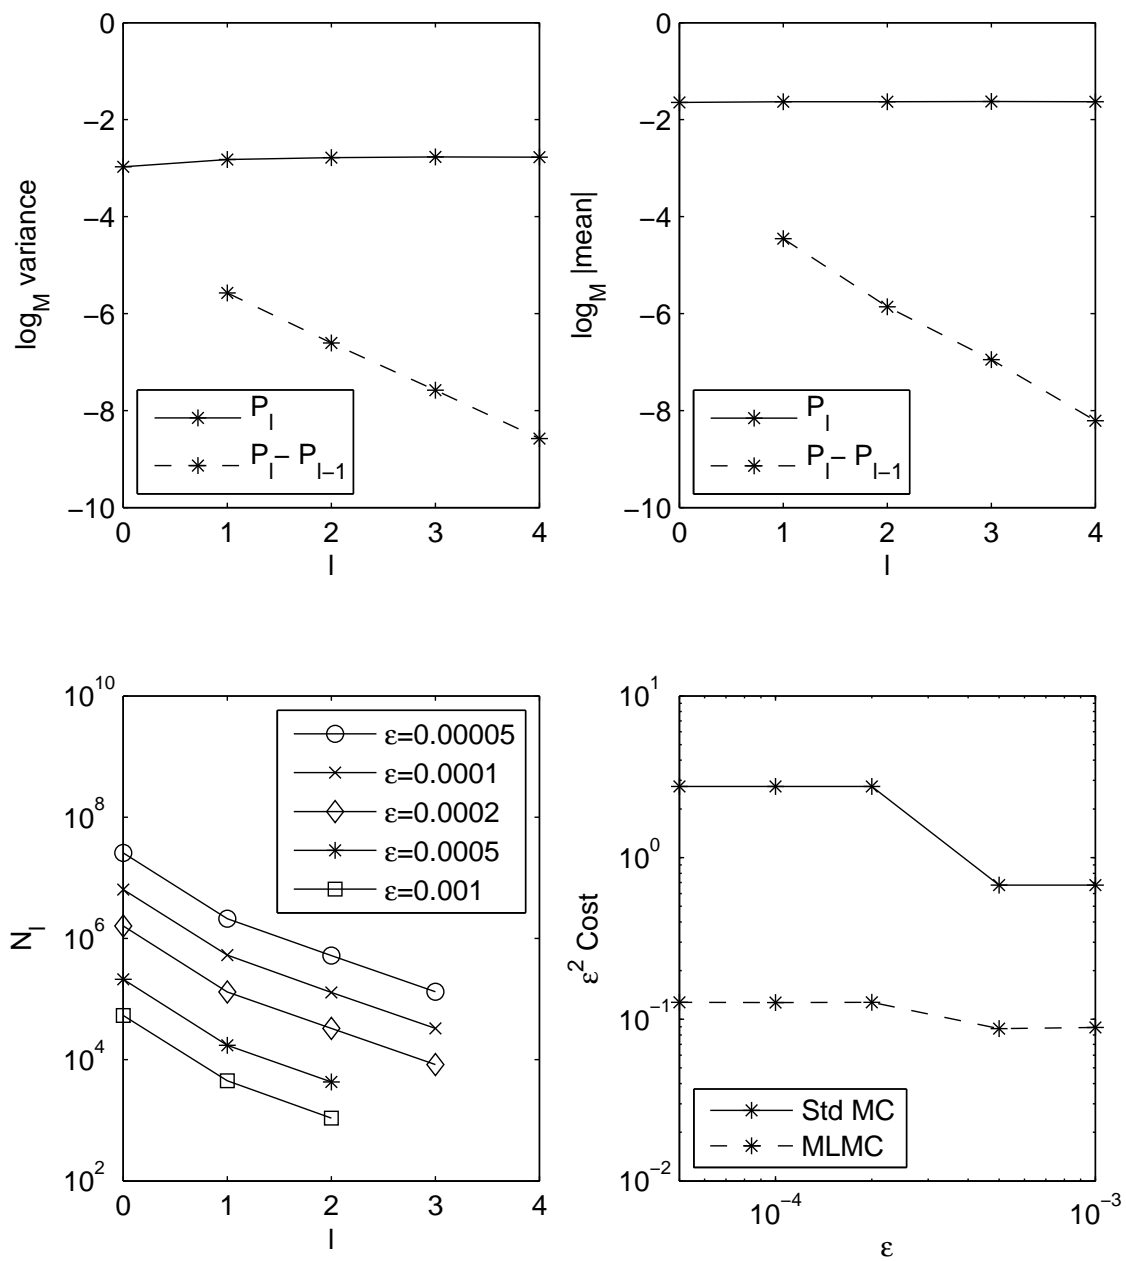 0
−2
−4
−6
−8
−10
0 1 2 3 4
l
log_M variance
P_l
P_l − P_{l−1}
0
−2
−4
−6
−8
−10
0 1 2 3 4
l
log_M |mean|
P_l
P_l − P_{l−1}
10^10
10^8
10^6
10^4
10^2
0 1 2 3 4
l
N_l
ε=0.00005
ε=0.0001
ε=0.0002
ε=0.0005
ε=0.001
10^1
10^0
10^−1
10^−2
10^−4 10^−3
ε
ε^2 Cost
Std MC
MLMC